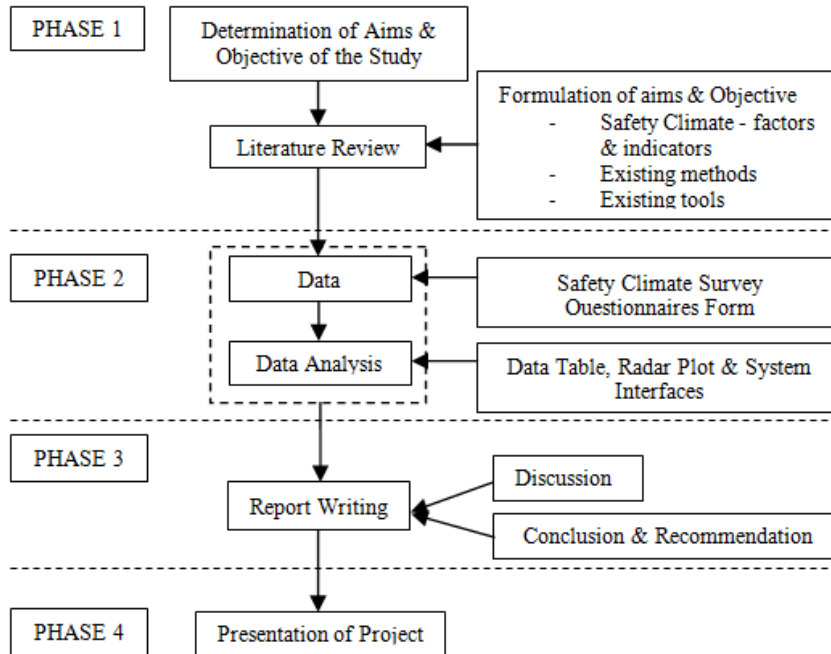 PHASE 1
Determination of Aims &
Objective of the Study
Literature Review
Formulation of aims & Objective
- Safety Climate - factors
& indicators
- Existing methods
- Existing tools
PHASE 2
Data
Safety Climate Survey
Questionnaires Form
Data Analysis
Data Table, Radar Plot & System
Interfaces
PHASE 3
Report Writing
Discussion
Conclusion & Recommendation
PHASE 4
Presentation of Project